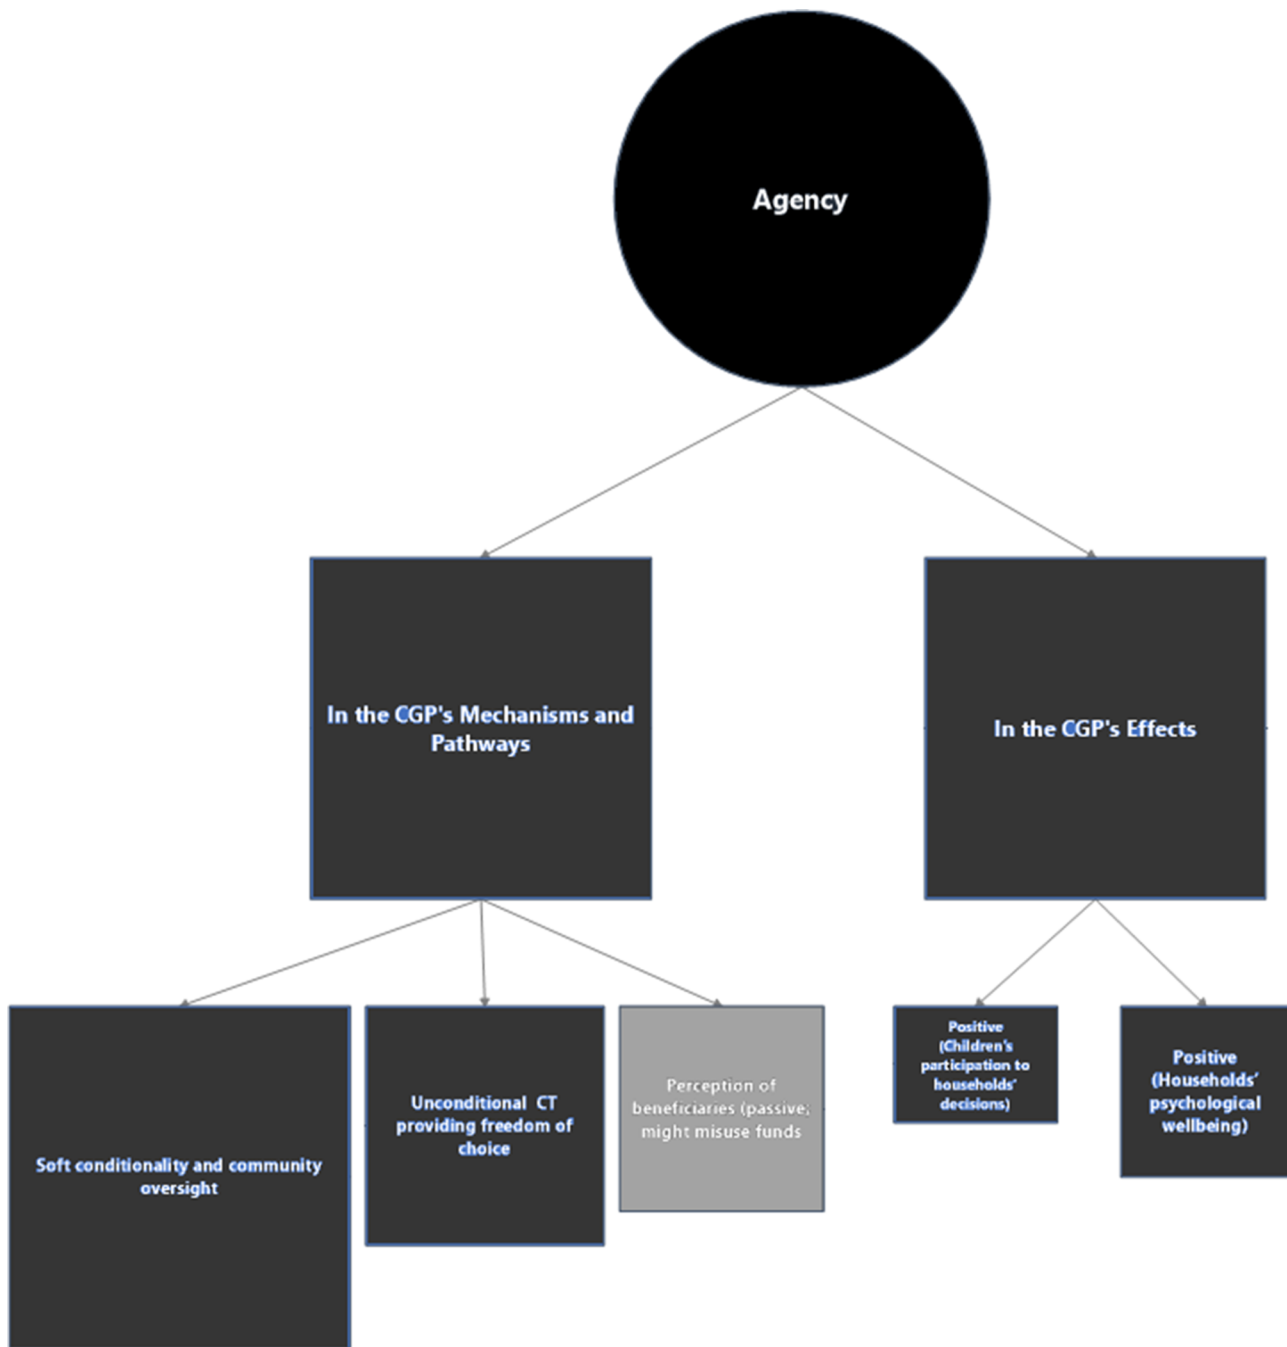 Agency
In the CGP's Mechanisms and
Pathways
In the CGP's Effects
Soft conditionality and community
oversight
Unconditional CT
providing freedom of
choice
Perception of
beneficiaries (passive;
might misuse funds
Positive
(Children's
participation to
households'
decisions)
Positive
(Households'
psychological
wellbeing)